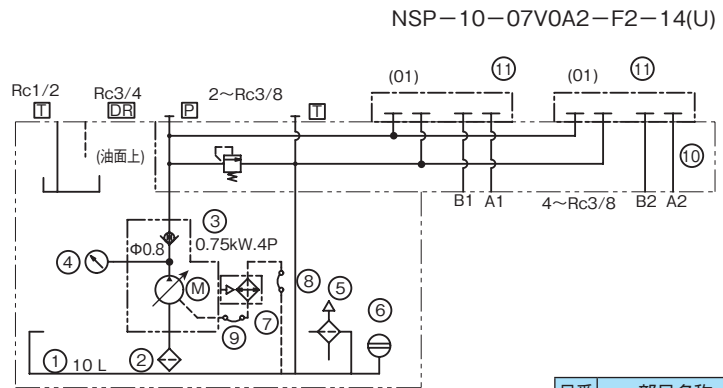 NSP−10−07V0A2−F2−14(U)
(01) ⑪ (01) ⑪
Rc1/2 Rc3/4 2〜Rc3/8
T DR P T
(油面上)
⑩
B1 A1 4〜Rc3/8 B2 A2
③
Φ0.8 0.75kW.4P
④ M ⑧ ⑤ ⑥
⑨ ⑦
① 10 L ②
品番 部品名称